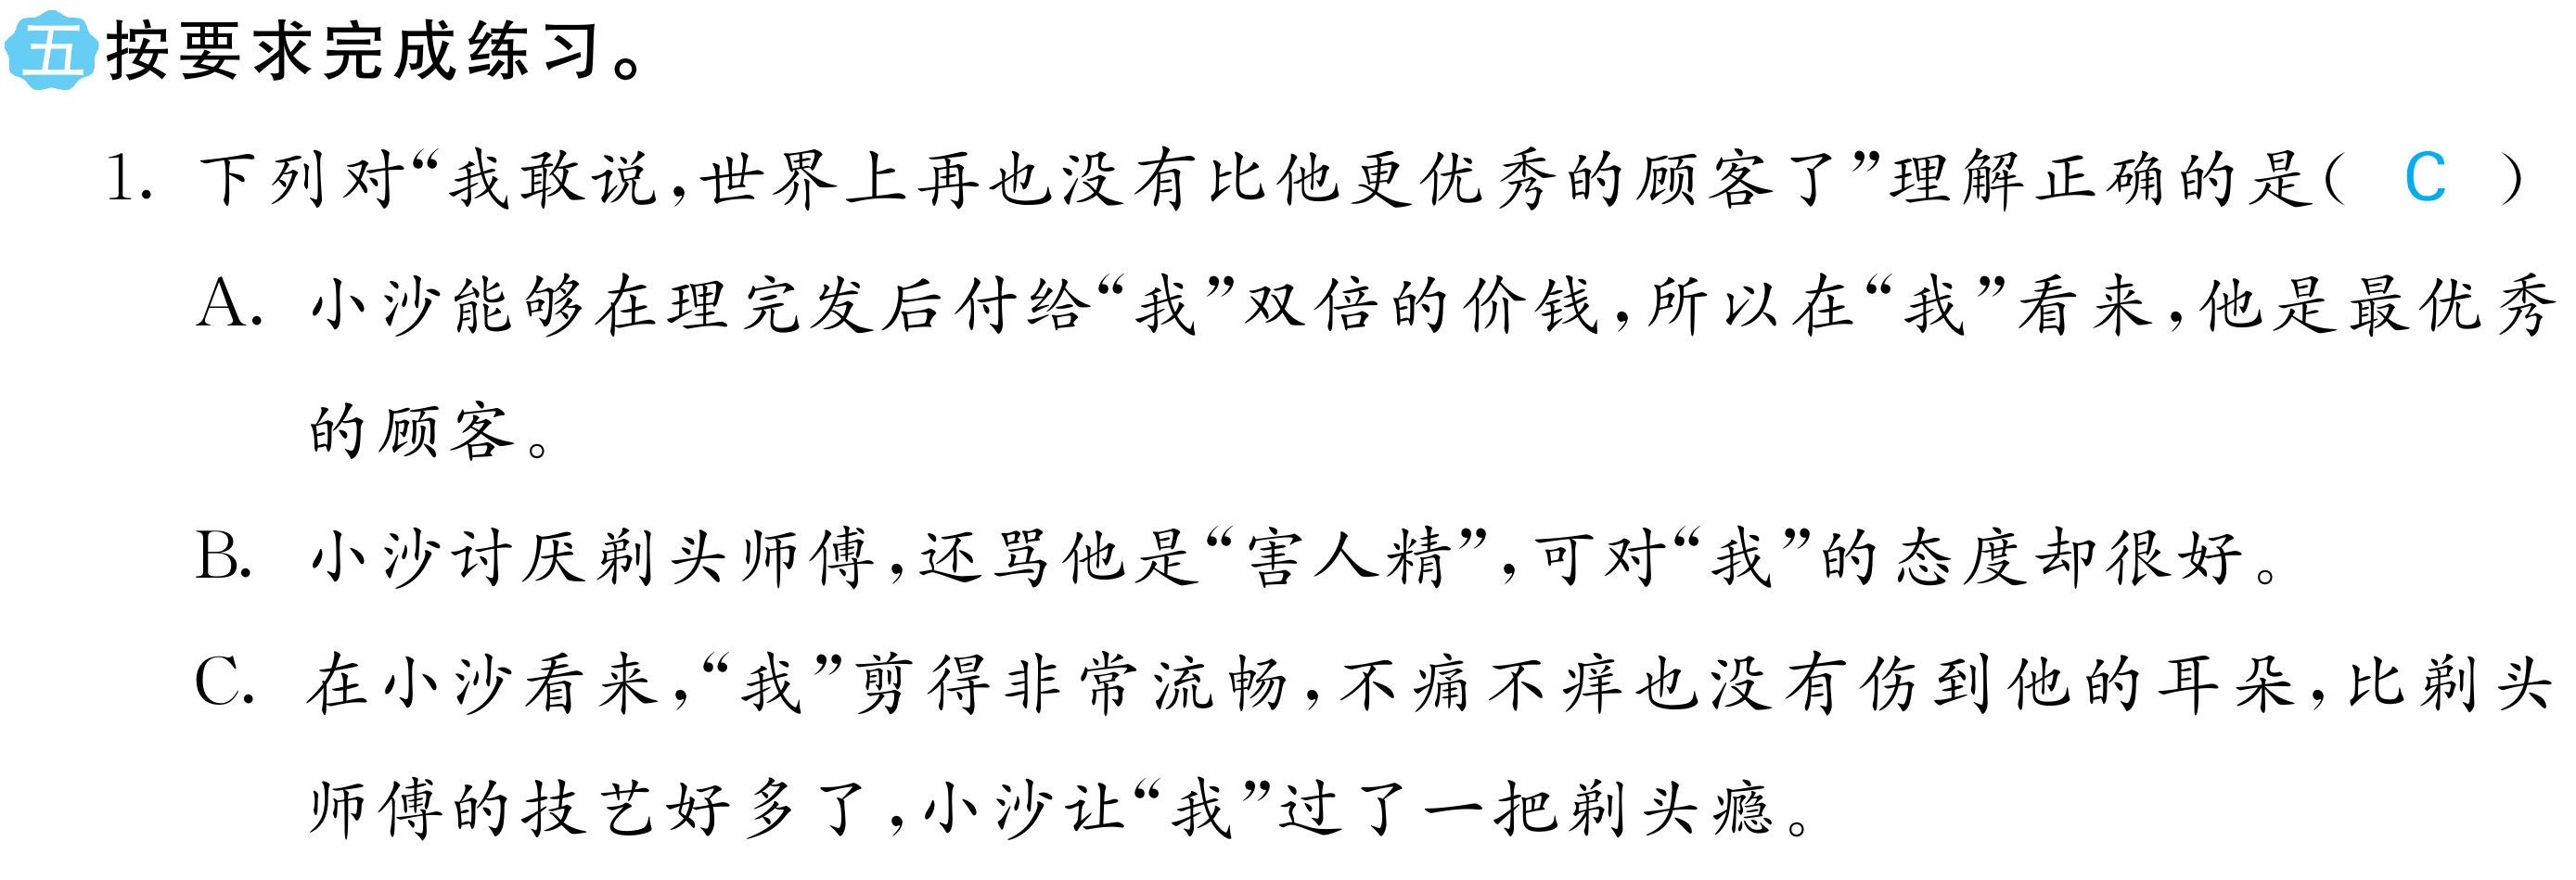 五 按要求完成练习。
1. 下列对“我敢说,世界上再也没有比他更优秀的顾客了”理解正确的是( C )
A. 小沙能够在理完发后付给“我”双倍的价钱,所以在“我”看来,他是最优秀
的顾客。
B. 小沙讨厌剃头师傅,还骂他是“害人精”,可对“我”的态度却很好。
C. 在小沙看来,“我”剪得非常流畅,不痛不痒也没有伤到他的耳朵,比剃头
师傅的技艺好多了,小沙让“我”过了一把剃头瘾。